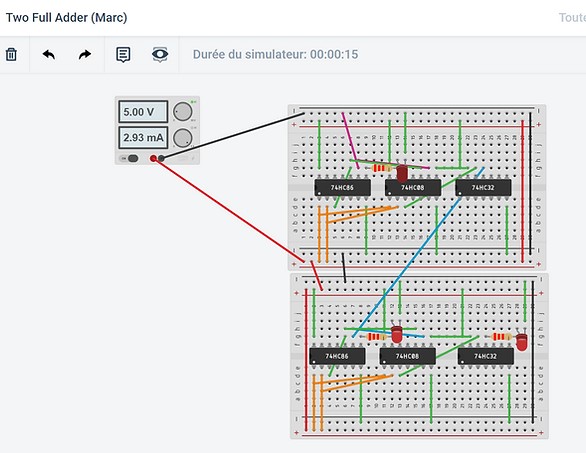 Two Full Adder (Marc)
Toute
Durée du simulateur: 00:00:15
5.00 V
2.93 mA
74HC86
74HC08
74HC32
74HC86
74HC08
74HC32